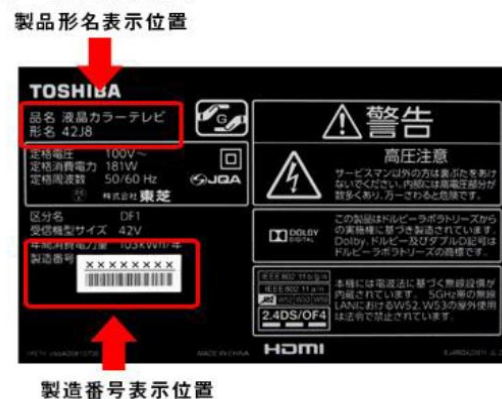 製品形名表示位置
TOSHIBA
品名 液晶カラーテレビ
形名 42J8
定格電圧 100V~
定格消費電力 181W
定格周波数 50/60 Hz
JQA
株式会社 東芝
区分名 DF1
受信機型サイズ 42V
年間消費電力量 103kWh/年
製造番号
××××××××
警告
高圧注意
サービスマン以外の方は裏ぶたをあけ
ないでください。内部には高電圧部分が
数多くあり、万一さわると危険です。
DOLBY
DIGITAL
この製品はドルビーラボラトリーズから
の実施権に基づき製造されています。
Dolby、ドルビー及びダブルD記号は
ドルビーラボラトリーズの商標です。
IEEE802.11b/g/n
IEEE802.11a/n
J52 W52 W53 W56
2.4DS/OF4
本機には電波法に基づく無線設備が
内蔵されています。 5GHz帯の無線
LANにおけるW52、W53の屋外使用
は法令で禁止されています。
MADE IN CHINA
HDMI
製造番号表示位置